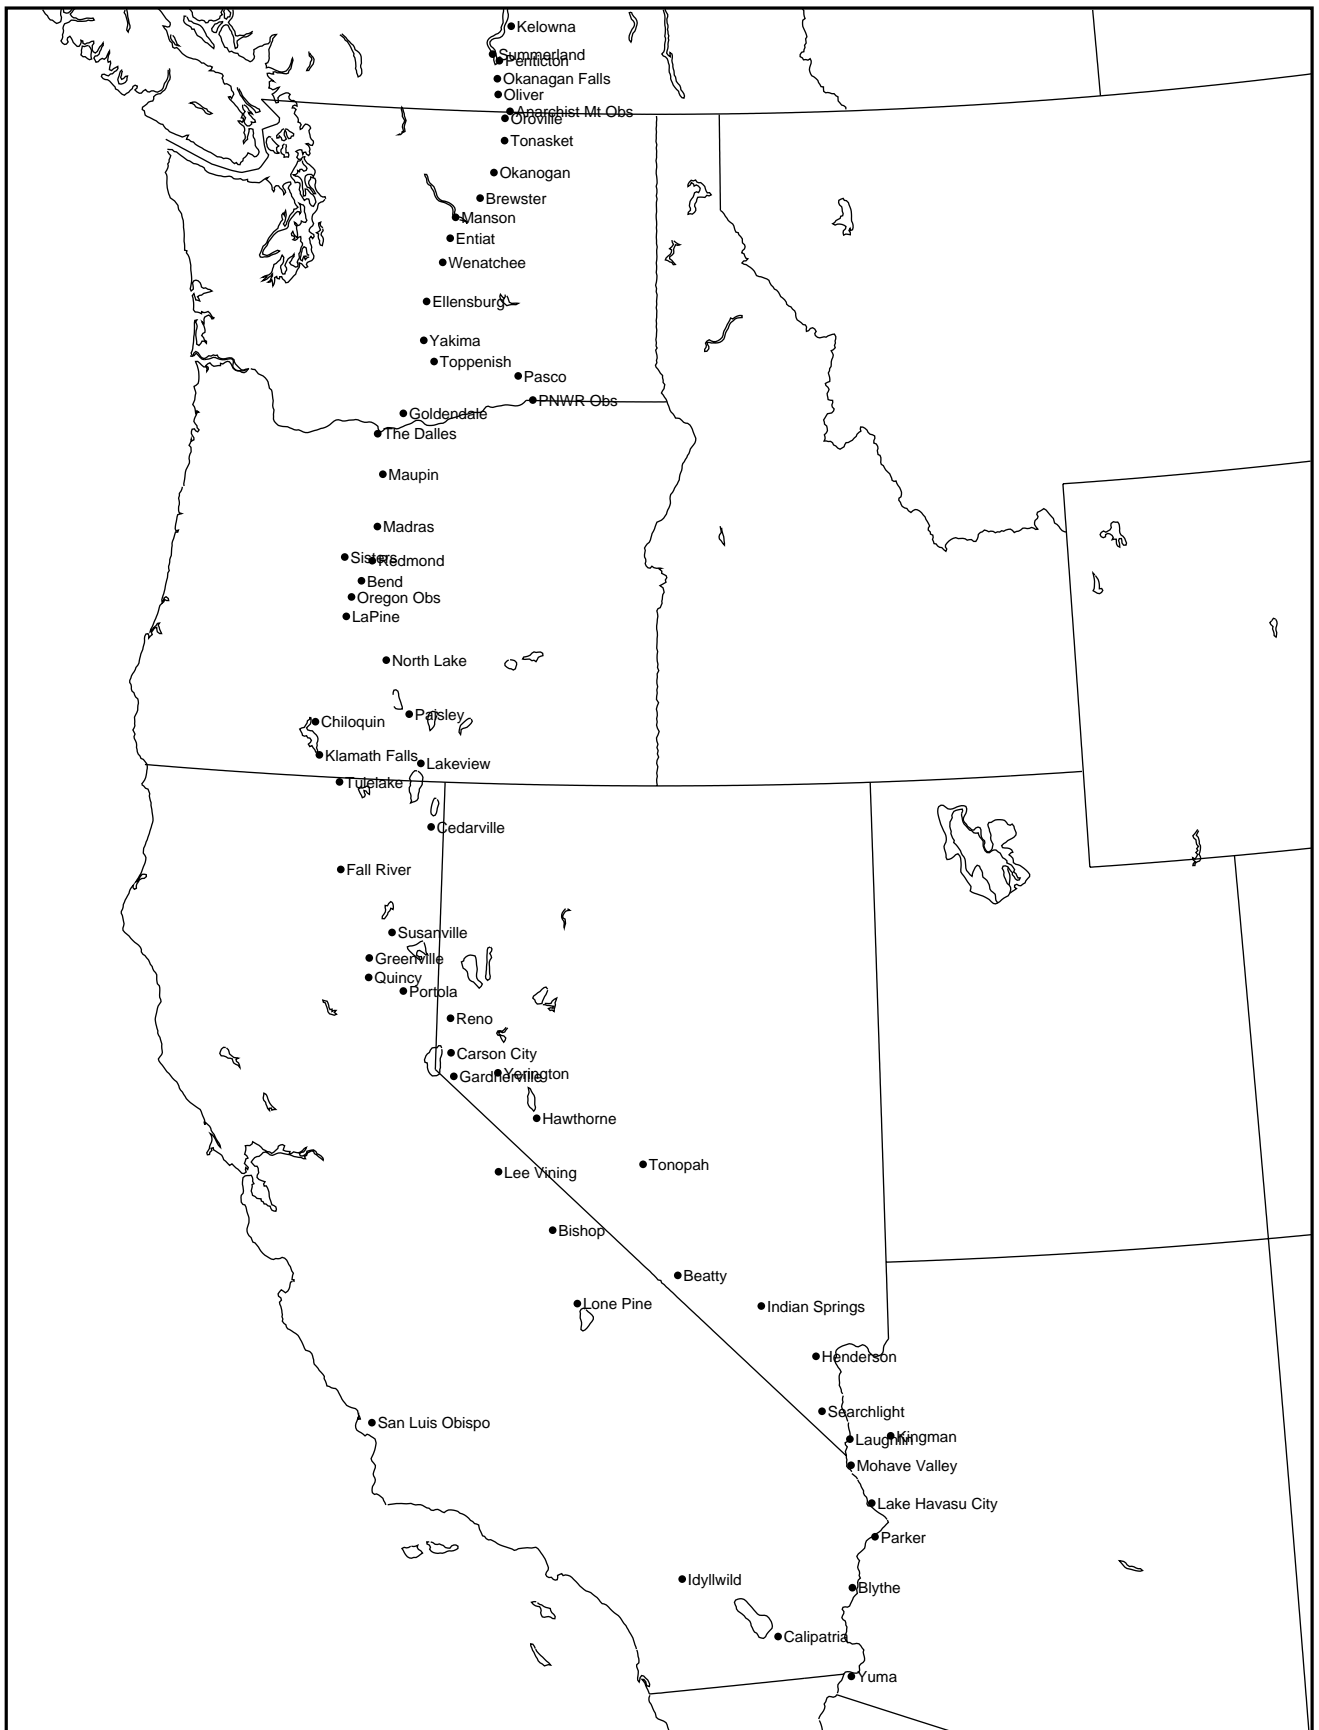 Kelowna
Summerland
Penticton
Okanagan Falls
Oliver
Anarchist Mt Obs
Oroville
Tonasket
Okanogan
Brewster
Manson
Entiat
Wenatchee
Ellensburg
Yakima
Toppenish
Pasco
PNWR Obs
Goldendale
The Dalles
Maupin
Madras
Sisters
Redmond
Bend
Oregon Obs
LaPine
North Lake
Paisley
Chiloquin
Klamath Falls
Lakeview
Tulelake
Cedarville
Fall River
Susanville
Greenville
Quincy
Portola
Reno
Carson City
Yerington
Gardnerville
Hawthorne
Tonopah
Lee Vining
Bishop
Beatty
Lone Pine
Indian Springs
Henderson
Searchlight
San Luis Obispo
Kingman
Laughlin
Mohave Valley
Lake Havasu City
Parker
Idyllwild
Blythe
Calipatria
Yuma